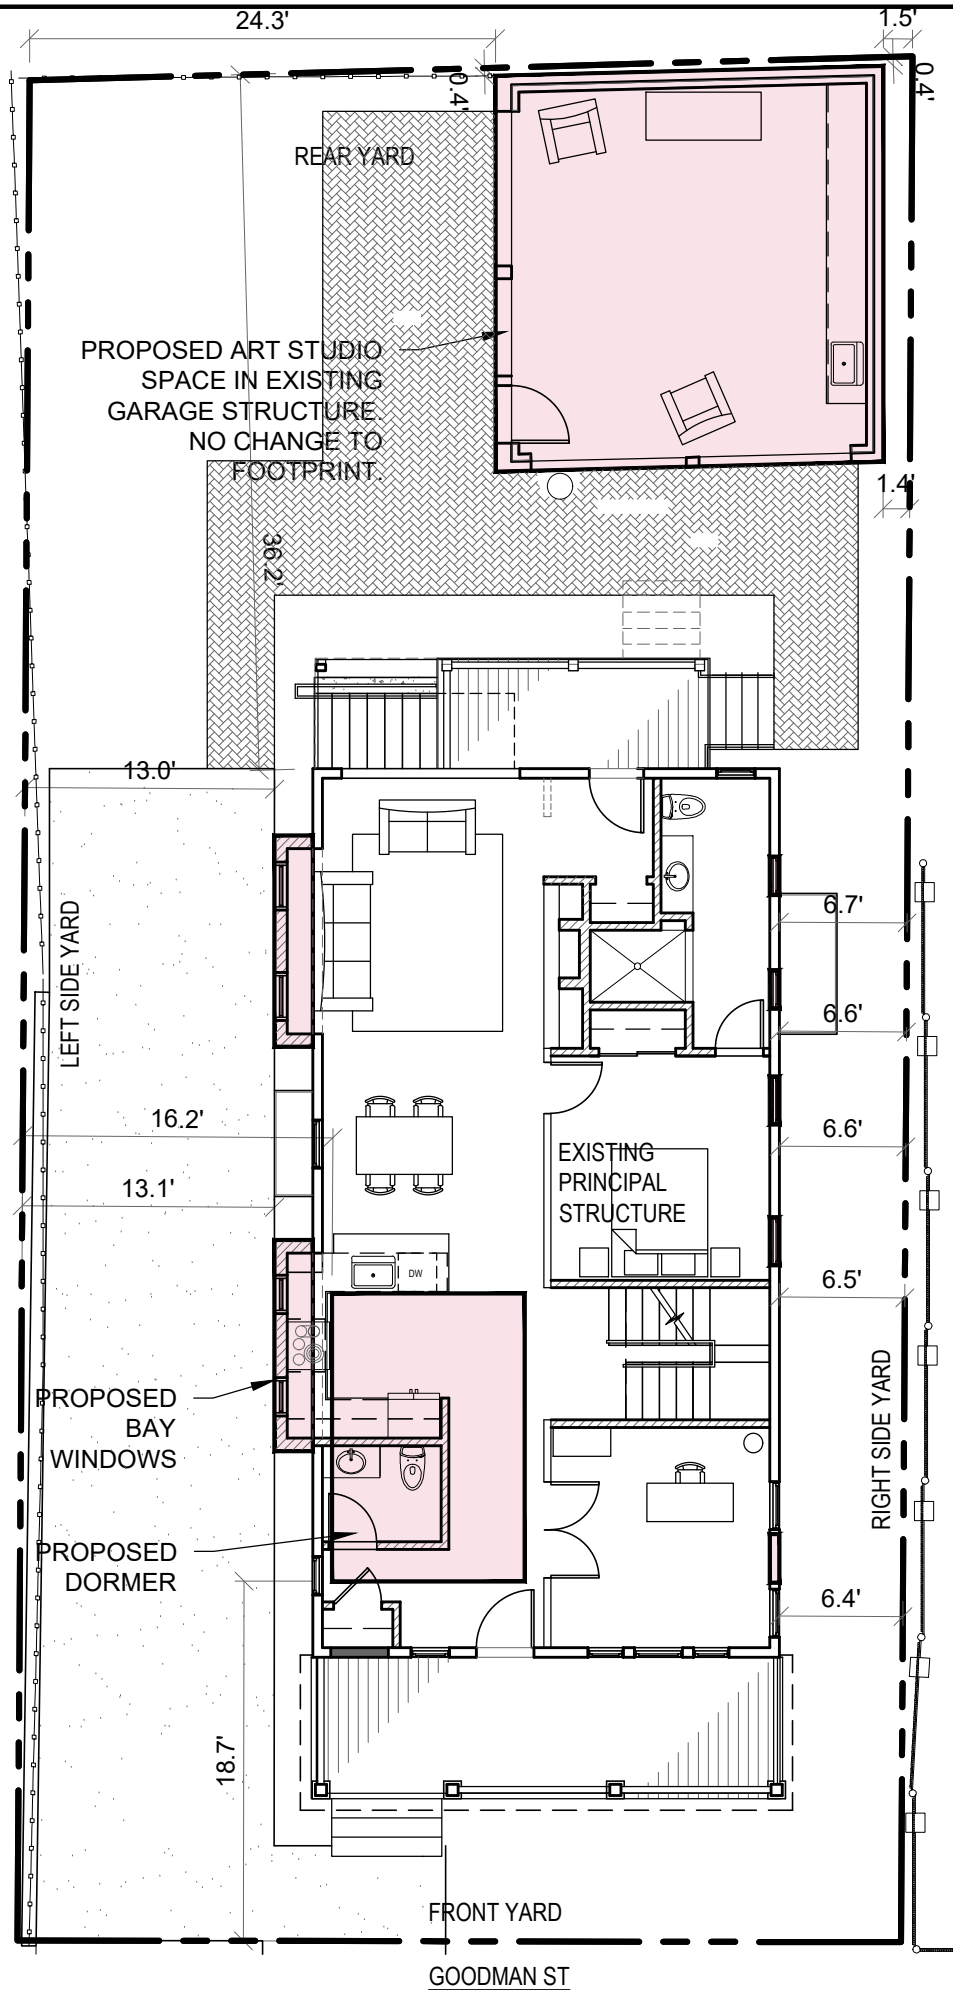 24.3'
1.5'
0.4'
0.4'
REAR YARD
PROPOSED ART STUDIO
SPACE IN EXISTING
GARAGE STRUCTURE.
NO CHANGE TO
FOOTPRINT.
1.4'
36.2'
13.0'
LEFT SIDE YARD
6.7'
6.6'
16.2'
6.6'
EXISTING
PRINCIPAL
STRUCTURE
13.1'
DW
6.5'
PROPOSED
BAY
WINDOWS
RIGHT SIDE YARD
PROPOSED
DORMER
6.4'
18.7'
FRONT YARD
GOODMAN ST